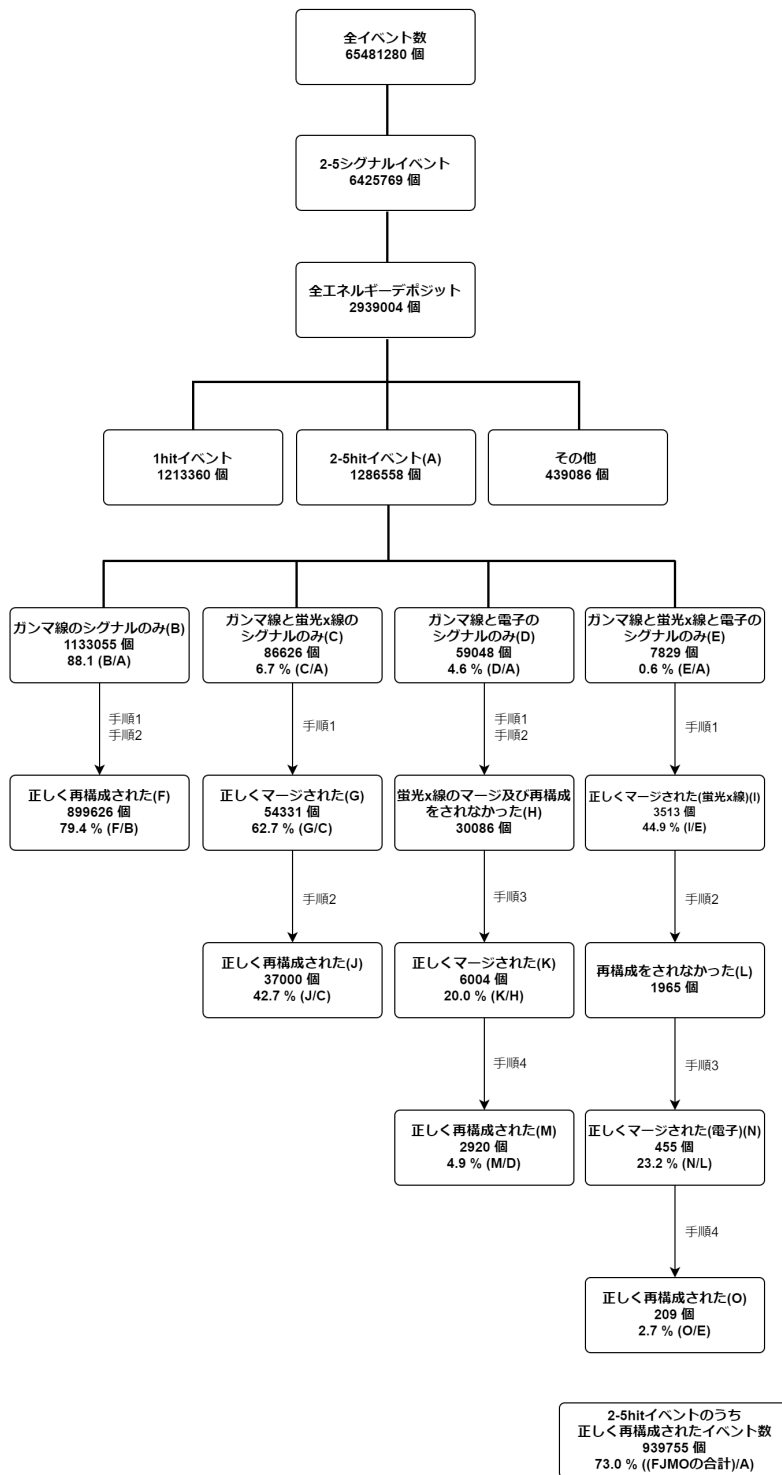 全イベント数
65481280 個
2-5シグナルイベント
6425769 個
全エネルギーデポジット
2939004 個
1hitイベント
1213360 個
2-5hitイベント(A)
1286558 個
その他
439086 個
ガンマ線のシグナルのみ(B)
1133055 個
88.1 (B/A)
ガンマ線と蛍光x線の
シグナルのみ(C)
86626 個
6.7 % (C/A)
ガンマ線と電子の
シグナルのみ(D)
59048 個
4.6 % (D/A)
ガンマ線と蛍光x線と電子の
シグナルのみ(E)
7829 個
0.6 % (E/A)
手順1
手順2
手順1
手順1
手順2
手順1
正しく再構成された(F)
899626 個
79.4 % (F/B)
正しくマージされた(G)
54331 個
62.7 % (G/C)
蛍光x線のマージ及び再構成
をされなかった(H)
30086 個
正しくマージされた(蛍光x線)(I)
3513 個
44.9 % (I/E)
手順2
手順3
手順2
正しく再構成された(J)
37000 個
42.7 % (J/C)
正しくマージされた(K)
6004 個
20.0 % (K/H)
再構成をされなかった(L)
1965 個
手順4
手順3
正しく再構成された(M)
2920 個
4.9 % (M/D)
正しくマージされた(電子)(N)
455 個
23.2 % (N/L)
手順4
正しく再構成された(O)
209 個
2.7 % (O/E)
2-5hitイベントのうち
正しく再構成されたイベント数
939755 個
73.0 % ((FJMOの合計)/A)